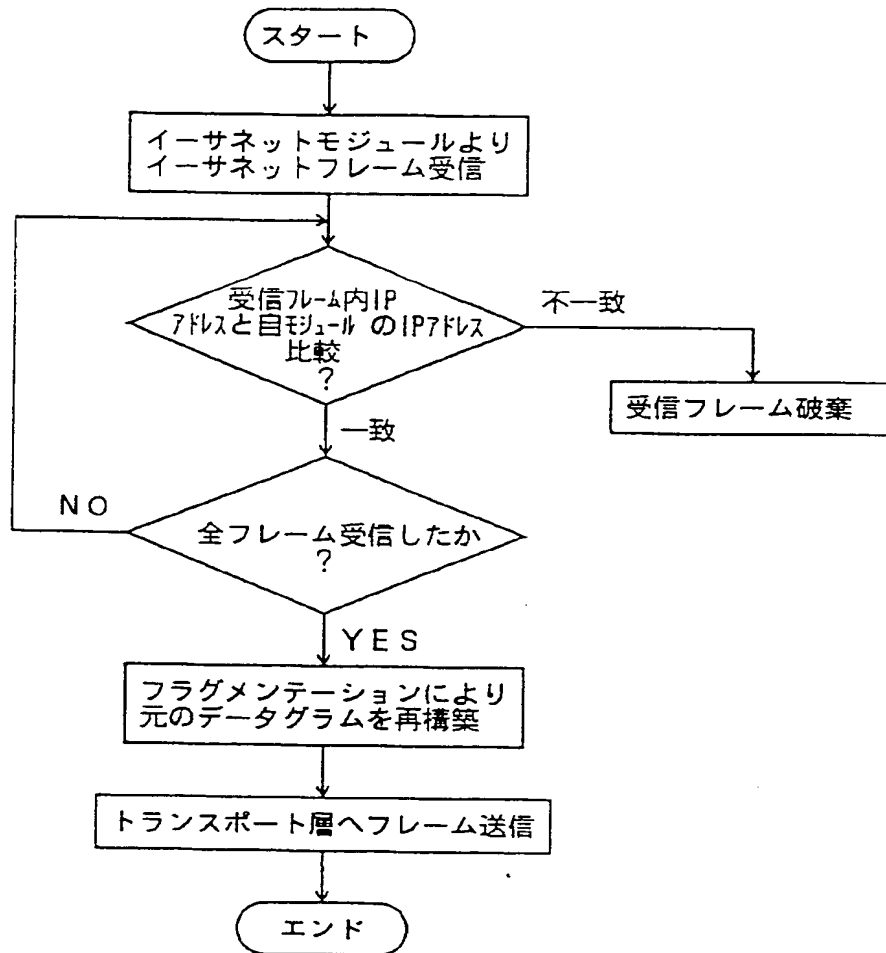 スタート
イーサネットモジュールより
イーサネットフレーム受信
受信フレーム内IP
アドレスと自モジュールのIPアドレス
比較
?
不一致
受信フレーム破棄
一致
NO
全フレーム受信したか
?
YES
フラグメンテーションにより
元のデータグラムを再構築
トランスポート層へフレーム送信
エンド